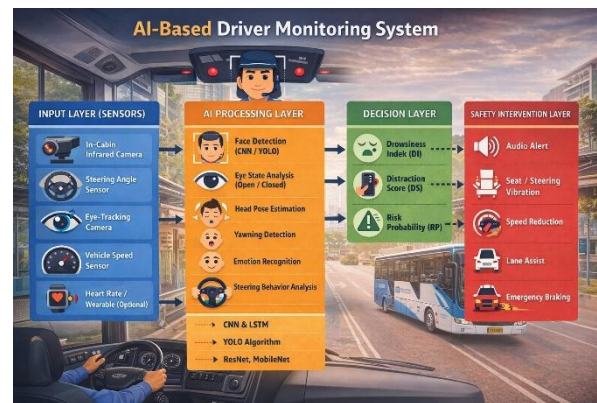 AI-Based Driver Monitoring System
INPUT LAYER (SENSORS)
In-Cabin
Infrared Camera
Steering Angle
Sensor
Eye-Tracking
Camera
Vehicle Speed
Sensor
Heart Rate /
Wearable (Optional)
AI PROCESSING LAYER
Face Detection
(CNN / YOLO)
Eye State Analysis
(Open / Closed)
Head Pose Estimation
Yawning Detection
Emotion Recognition
Steering Behavior Analysis
CNN & LSTM
YOLO Algorithm
ResNet, MobileNet
DECISION LAYER
Drowsiness
Index (DI)
Distraction
Score (DS)
Risk
Probability (RP)
SAFETY INTERVENTION LAYER
Audio Alert
Seat / Steering
Vibration
Speed Reduction
Lane Assist
Emergency Braking